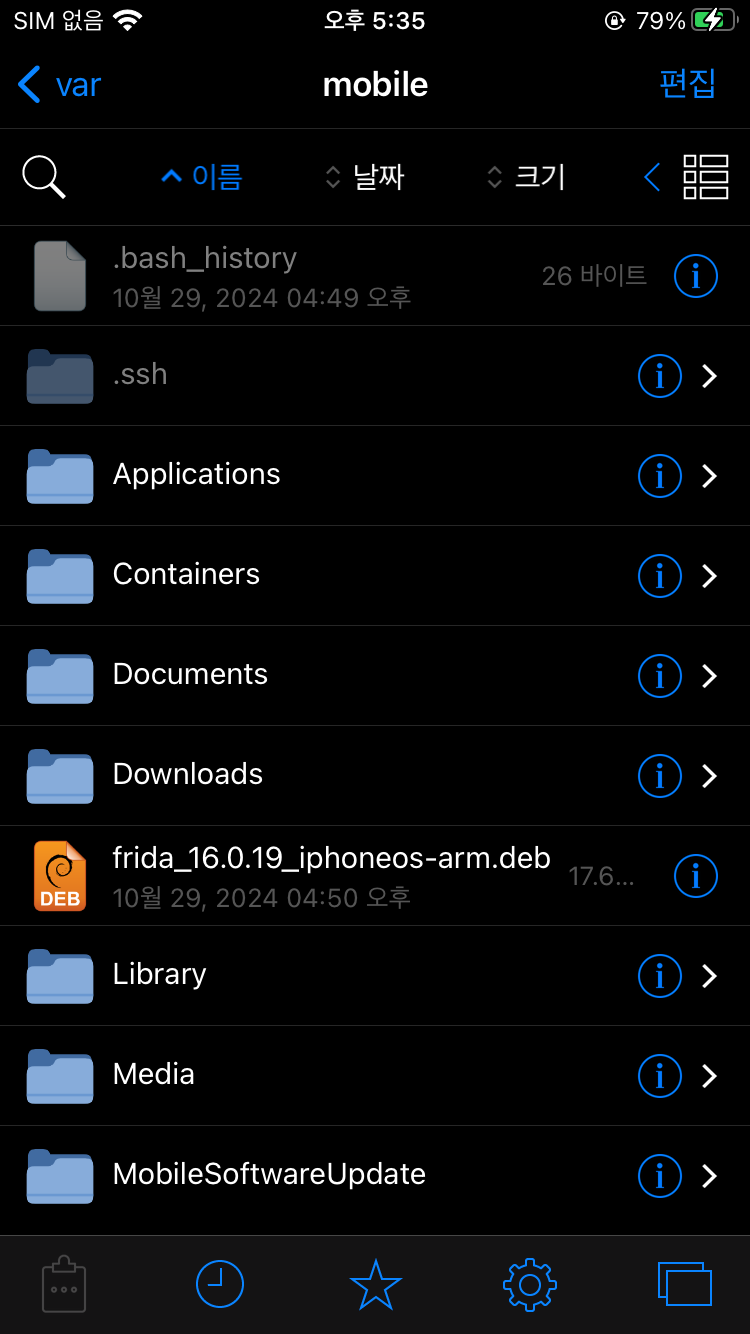 SIM 없음
오후 5:35
79%
var
mobile
편집
이름
날짜
크기
.bash_history
10월 29, 2024 04:49 오후
26 바이트
.ssh
Applications
Containers
Documents
Downloads
frida_16.0.19_iphoneos-arm.deb
10월 29, 2024 04:50 오후
17.6...
DEB
Library
Media
MobileSoftwareUpdate